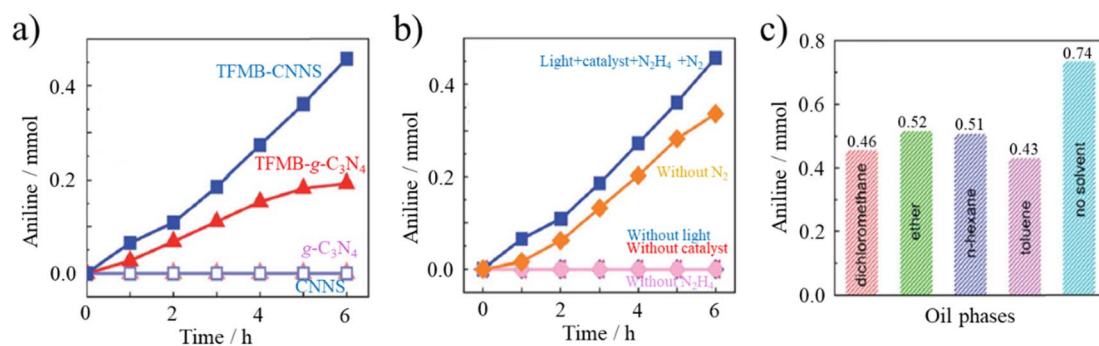 a)
Aniline / mmol
0.4
0.2
0.0
TFMB-CNNS
TFMB-g-C3N4
g-C3N4
CNNS
0
2
4
6
Time / h
b)
Aniline / mmol
0.4
0.2
0.0
Light+catalyst+N2H4 +N2
Without N2
Without light
Without catalyst
Without N2H4
0
2
4
6
Time / h
c)
Aniline / mmol
0.8
0.6
0.4
0.2
0.0
0.46
0.52
0.51
0.43
0.74
dichloromethane
ether
n-hexane
toluene
no solvent
Oil phases